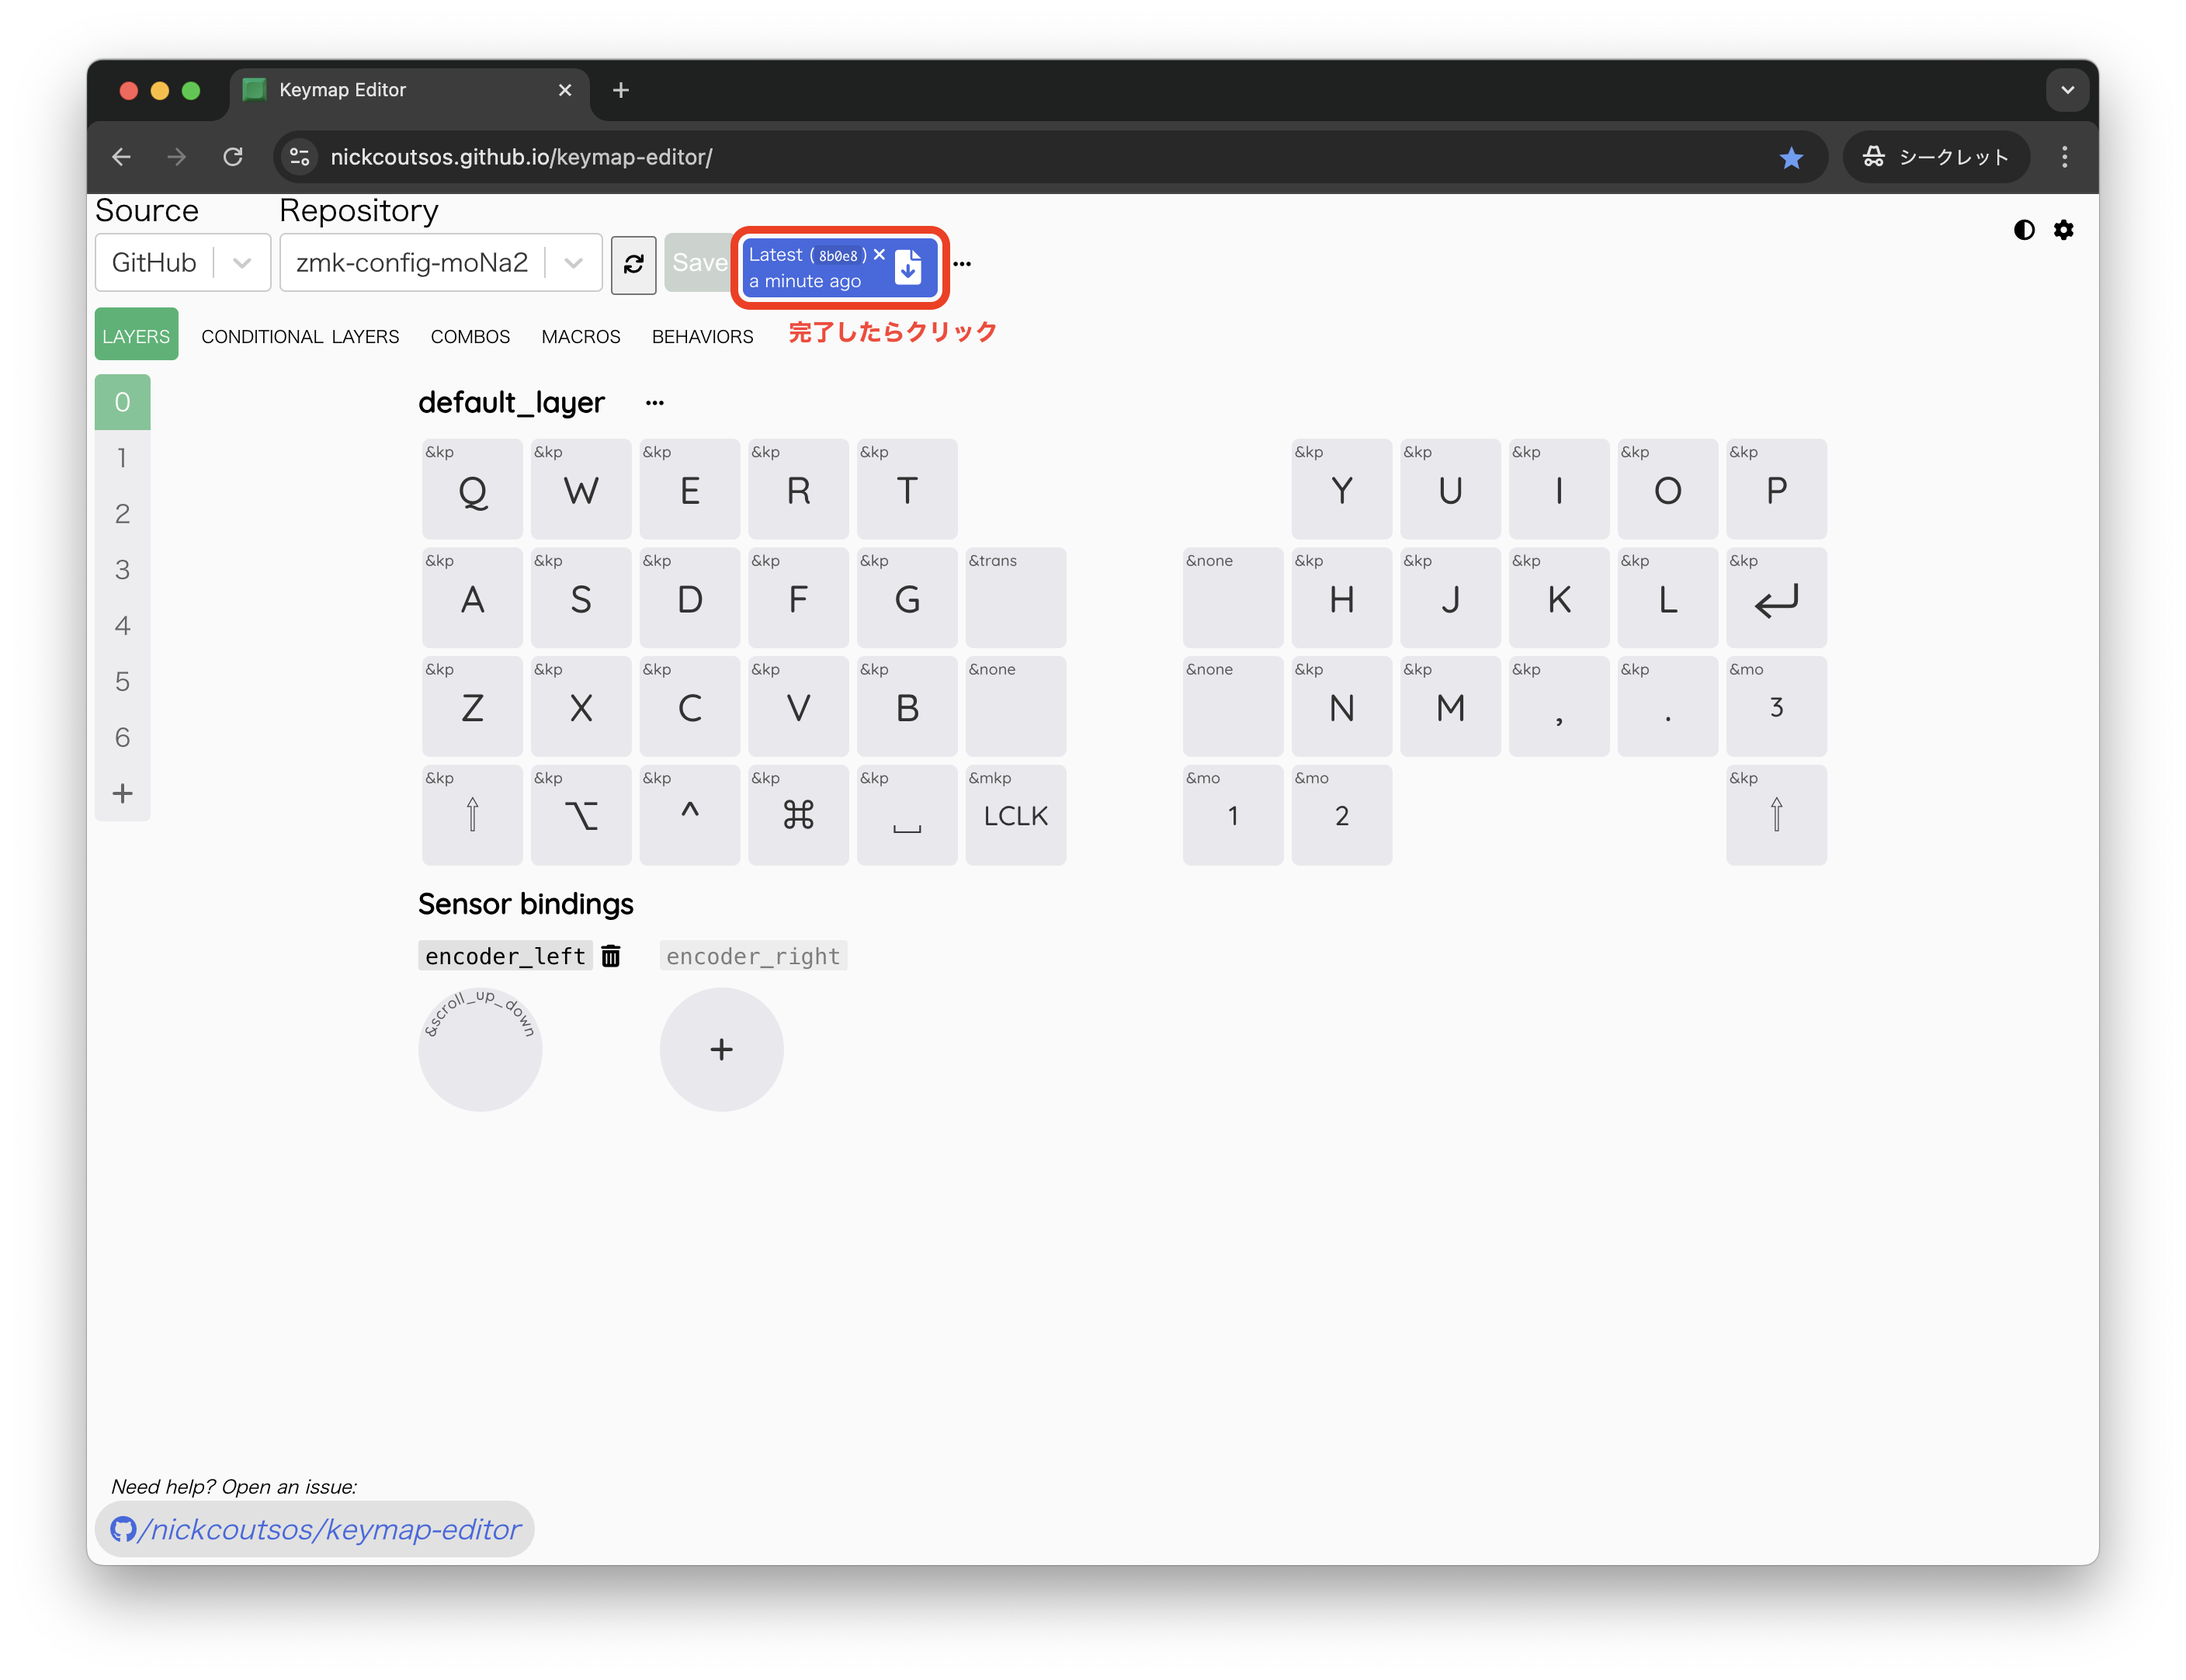 Keymap Editor
nickcoutsos.github.io/keymap-editor/
シークレット
Source Repository
GitHub zmk-config-moNa2 Save Latest (8b0e8) ×
a minute ago
完了したらクリック
LAYERS CONDITIONAL LAYERS COMBOS MACROS BEHAVIORS
0
1
2
3
4
5
6
+
default_layer ...
&kp &kp &kp &kp &kp &kp &kp &kp &kp &kp
Q W E R T Y U I O P
&kp &kp &kp &kp &kp &trans &none &kp &kp &kp &kp &kp
A S D F G H J K L
&kp &kp &kp &kp &kp &none &none &kp &kp &kp &kp &mo
Z X C V B N M , . 3
&kp &kp &kp &kp &kp &mkp &mo &mo &kp
⇧ ⌥ ^ ⌘ ⎵ LCLK 1 2 ⇧
Sensor bindings
encoder_left encoder_right
&scroll_up_down
+
Need help? Open an issue:
/nickcoutsos/keymap-editor